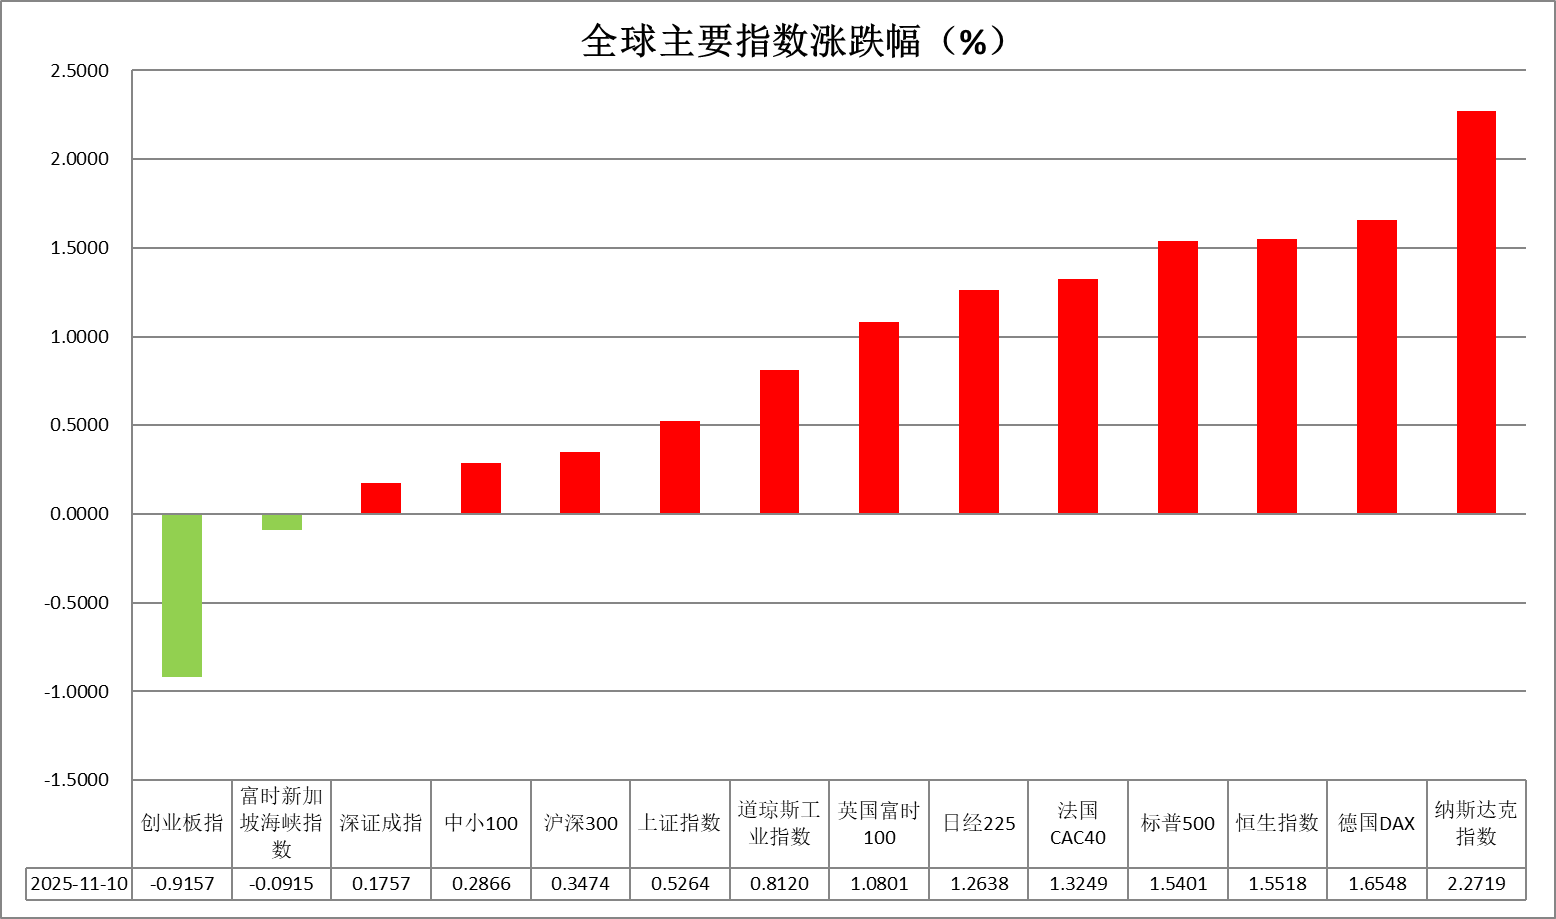 全球主要指数涨跌幅（%）
2.5000
2.0000
1.5000
1.0000
0.5000
0.0000
-0.5000
-1.0000
-1.5000
创业板指
富时新加
坡海峡指
数
深证成指
中小100
沪深300
上证指数
道琼斯工
业指数
英国富时
100
日经225
法国
CAC40
标普500
恒生指数
德国DAX
纳斯达克
指数
2025-11-10 -0.9157 -0.0915 0.1757 0.2866 0.3474 0.5264 0.8120 1.0801 1.2638 1.3249 1.5401 1.5518 1.6548 2.2719